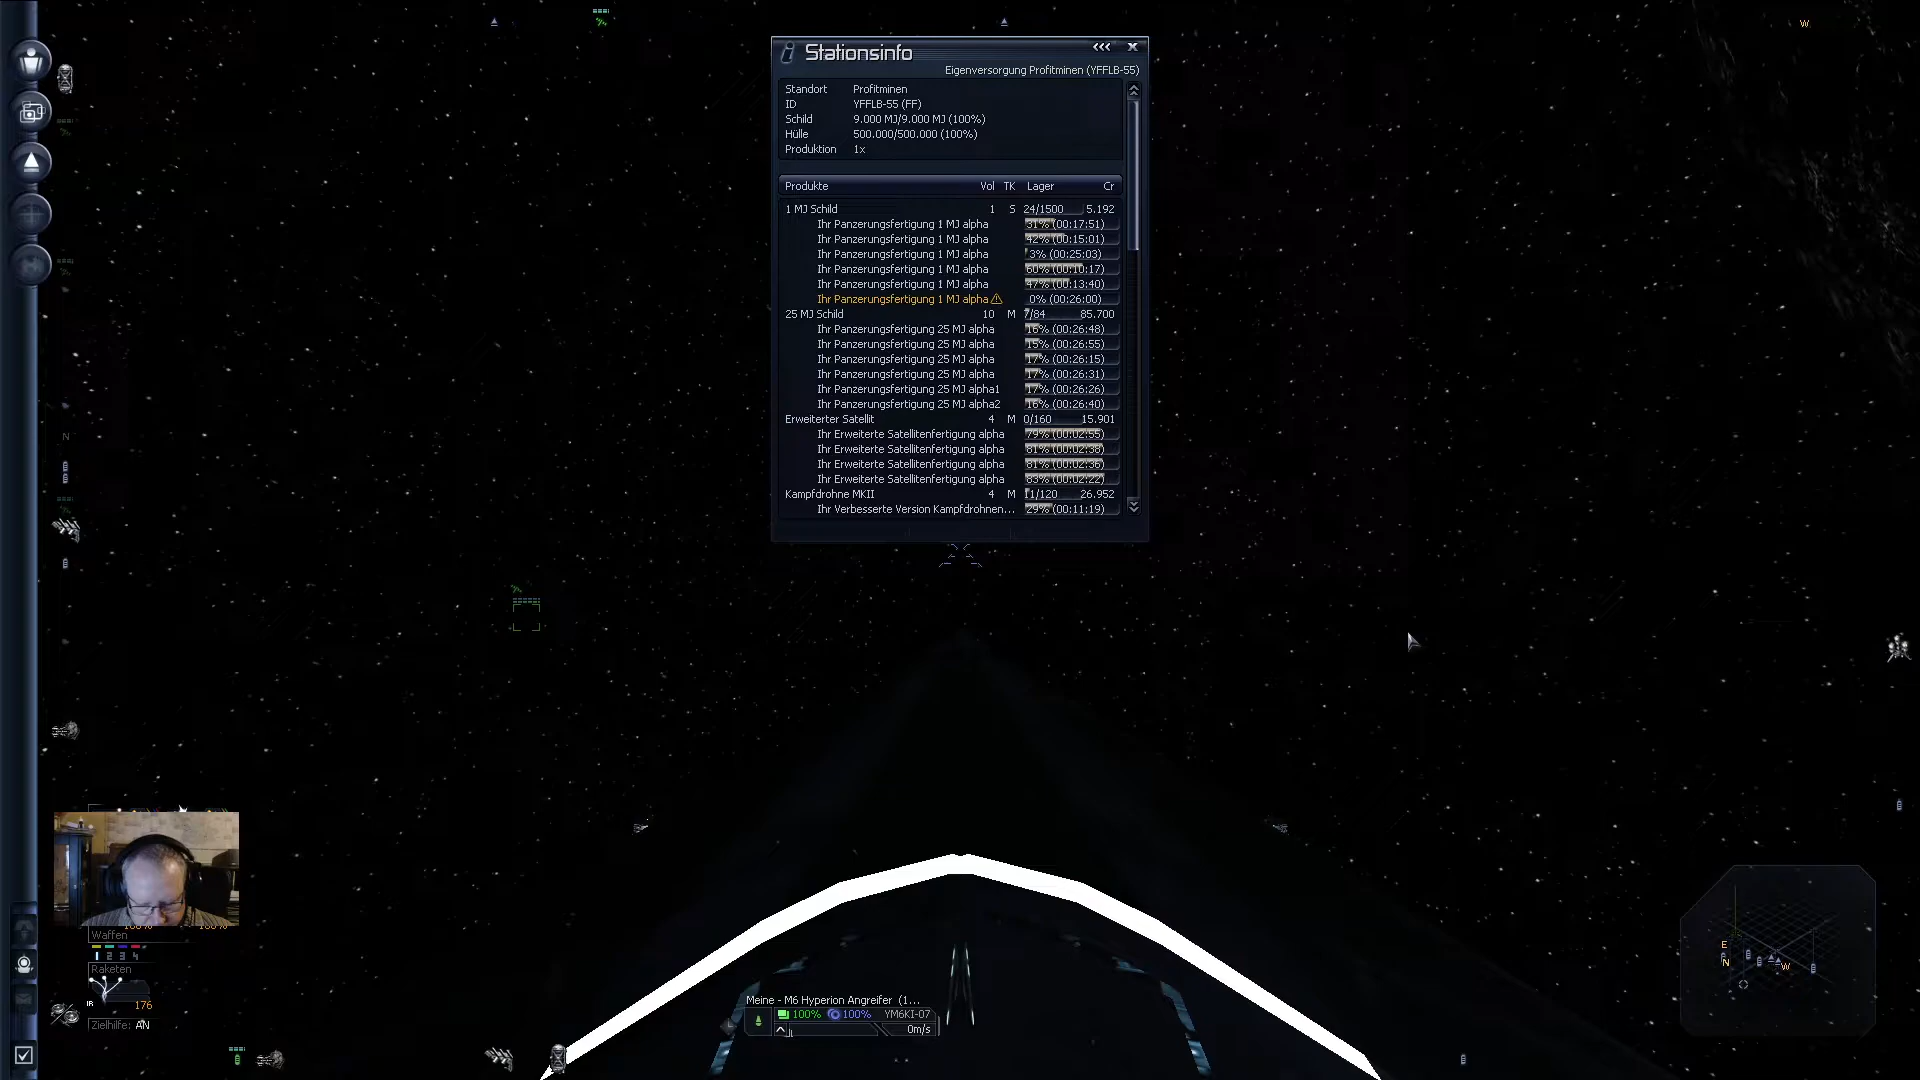 W
Stationsinfo
Eigenversorgung Profitminen (YFFLB-55)
Standort Profitminen
ID YFFLB-55 (FF)
Schild 9.000 MJ/9.000 MJ (100%)
Hülle 500.000/500.000 (100%)
Produktion 1x
Produkte Vol TK Lager Cr
1 MJ Schild 1 S 24/1500 5.192
Ihr Panzerungsfertigung 1 MJ alpha 31% (00:17:51)
Ihr Panzerungsfertigung 1 MJ alpha 42% (00:15:01)
Ihr Panzerungsfertigung 1 MJ alpha 3% (00:25:03)
Ihr Panzerungsfertigung 1 MJ alpha 60% (00:10:17)
Ihr Panzerungsfertigung 1 MJ alpha 47% (00:13:40)
Ihr Panzerungsfertigung 1 MJ alpha 0% (00:26:00)
25 MJ Schild 10 M 7/84 85.700
Ihr Panzerungsfertigung 25 MJ alpha 16% (00:26:48)
Ihr Panzerungsfertigung 25 MJ alpha 15% (00:26:55)
Ihr Panzerungsfertigung 25 MJ alpha 17% (00:26:15)
Ihr Panzerungsfertigung 25 MJ alpha 17% (00:26:31)
Ihr Panzerungsfertigung 25 MJ alpha1 17% (00:26:26)
Ihr Panzerungsfertigung 25 MJ alpha2 16% (00:26:40)
Erweiterter Satellit 4 M 0/160 15.901
Ihr Erweiterte Satellitenfertigung alpha 79% (00:02:55)
Ihr Erweiterte Satellitenfertigung alpha 81% (00:02:38)
Ihr Erweiterte Satellitenfertigung alpha 81% (00:02:36)
Ihr Erweiterte Satellitenfertigung alpha 83% (00:02:22)
Kampfdrohne MKII 4 M 11/120 26.952
Ihr Verbesserte Version Kampfdrohnen... 29% (00:11:19)
N
Waffen
1 2 3 4
Raketen
IR 176
Zielhilfe: AN
Meine - M6 Hyperion Angreifer (1...
100% 100% YM6KI-07
0m/s
E
N
W